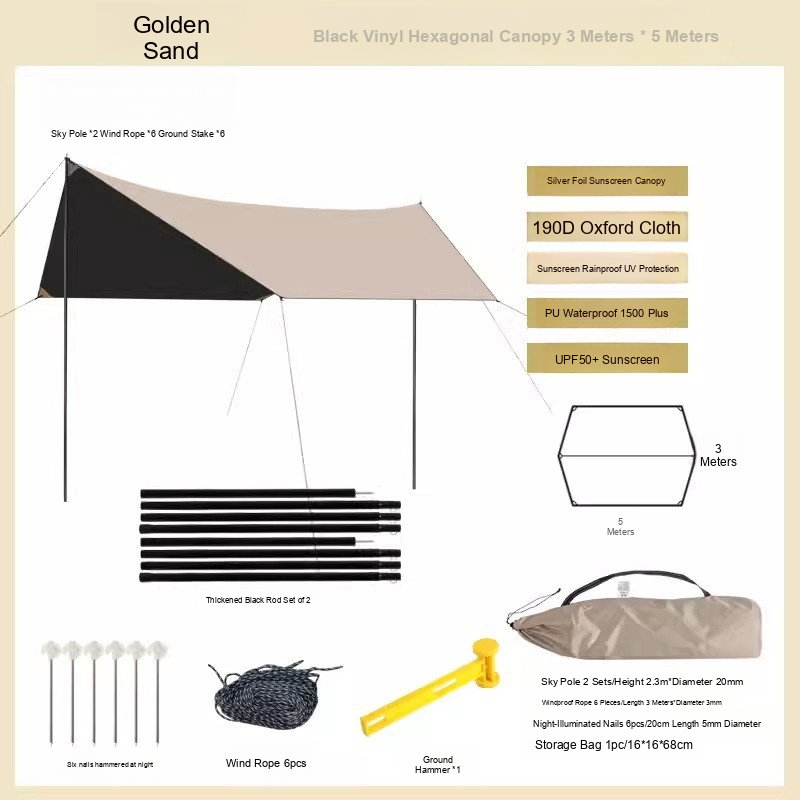 Golden
Sand
Black Vinyl Hexagonal Canopy 3 Meters * 5 Meters
Sky Pole *2 Wind Rope *6 Ground Stake *6
Silver Foil Sunscreen Canopy
190D Oxford Cloth
Sunscreen Rainproof UV Protection
PU Waterproof 1500 Plus
UPF50+ Sunscreen
3
Meters
5
Meters
Thickened Black Rod Set of 2
Sky Pole 2 Sets/Height 2.3m*Diameter 20mm
Windproof Rope 6 Pieces/Length 3 Meters*Diameter 3mm
Night-Illuminated Nails 6pcs/20cm Length 5mm Diameter
Storage Bag 1pc/16*16*68cm
Six nails hammered at night
Wind Rope 6pcs
Ground
Hammer *1